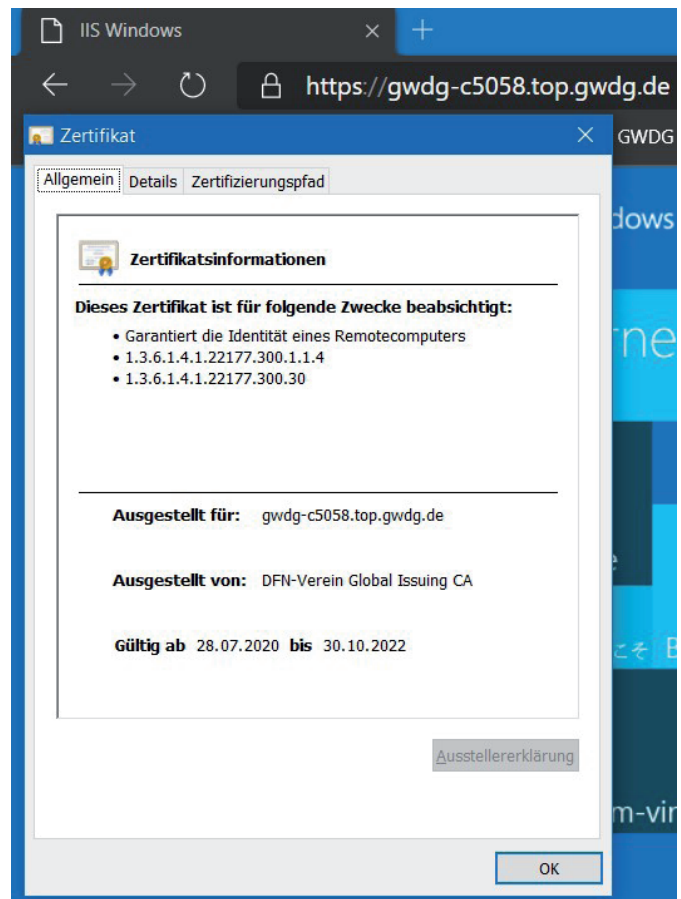 IIS Windows
https://gwdg-c5058.top.gwdg.de
Zertifikat
GWDG
Allgemein Details Zertifizierungspfad
Zertifikatsinformationen
Dieses Zertifikat ist für folgende Zwecke beabsichtigt:
• Garantiert die Identität eines Remotecomputers
• 1.3.6.1.4.1.22177.300.1.1.4
• 1.3.6.1.4.1.22177.300.30
Ausgestellt für: gwdg-c5058.top.gwdg.de
Ausgestellt von: DFN-Verein Global Issuing CA
Gültig ab 28.07.2020 bis 30.10.2022
Ausstellererklärung
OK
dows
rne
こそ B
m-vir